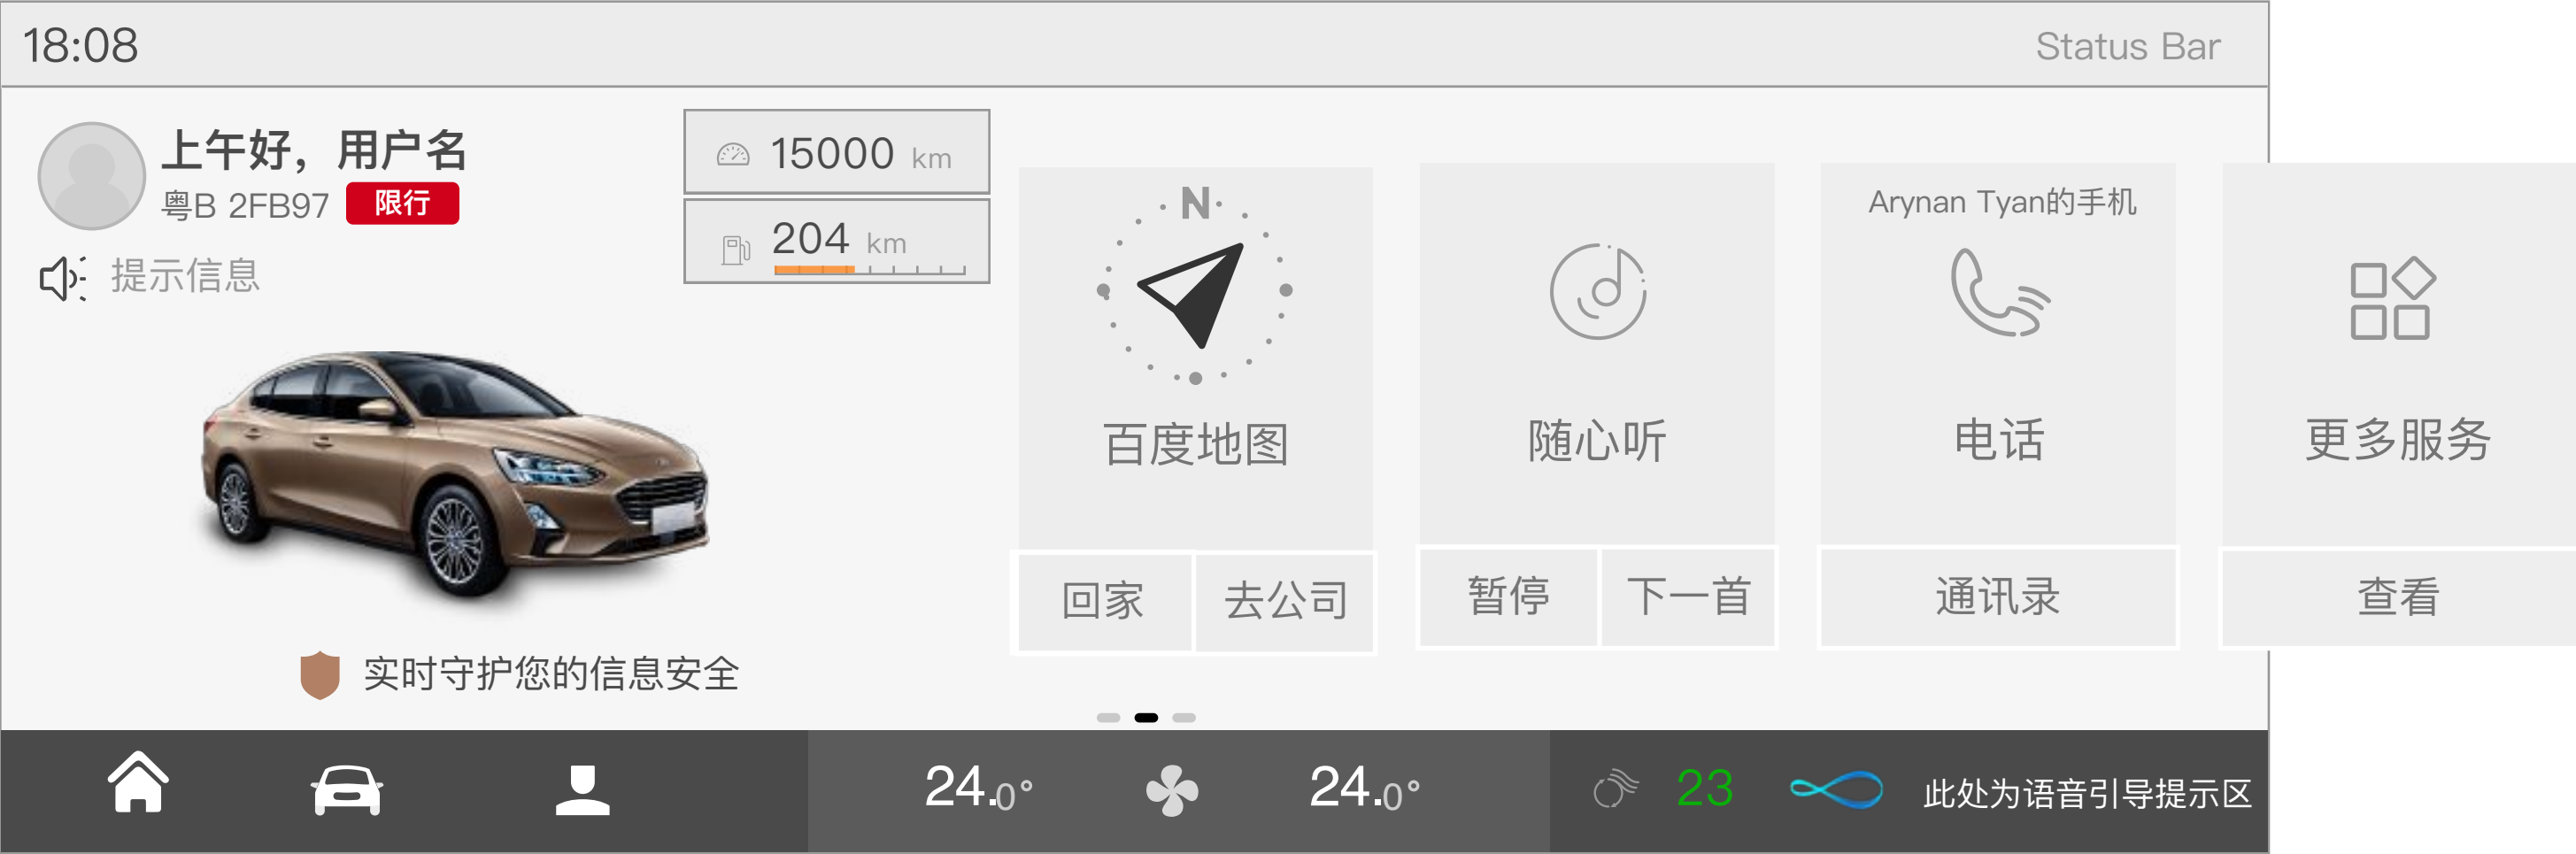 18:08
Status Bar
上午好，用户名
粤B 2FB97 限行
提示信息
15000 km
204 km
实时守护您的信息安全
N
百度地图
回家 去公司
随心听
暂停 下一首
Arynan Tyan的手机
电话
通讯录
更多服务
查看
24.0°
24.0°
23
此处为语音引导提示区